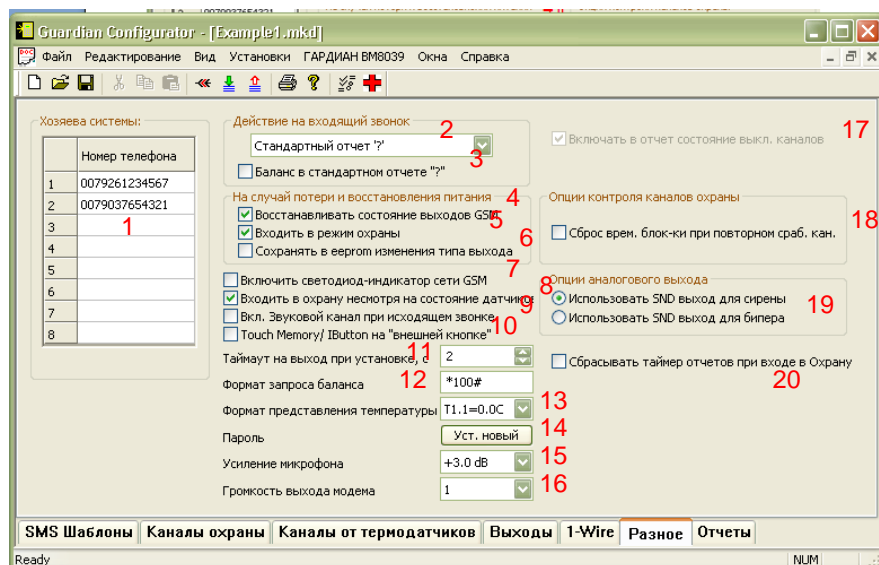 Guardian Configurator - [Example1.mkd]
Файл Редактирование Вид Установки ГАРДИАН ВМ8039 Окна Справка
Хозяева системы:
Номер телефона
1 0079261234567
2 0079037654321
3
4
5
6
7
8
1
Действие на входящий звонок
2
Стандартный отчет '?'
3
Баланс в стандартном отчете "?"
На случай потери и восстановления питания
4
Восстанавливать состояние выходов GSM
5
Входить в режим охраны
6
Сохранять в eeprom изменения типа выхода
7
Включить светодиод-индикатор сети GSM
8
Входить в охрану несмотря на состояние датчиков
9
Вкл. Звуковой канал при исходящем звонке
10
Touch Memory/ IButton на "внешней кнопке"
Таймаут на выход при установке, с 2
11
Формат запроса баланса *100#
12
Формат представления температуры T1.1=0.0C
13
Пароль Уст. новый
14
Усиление микрофона +3.0 dB
15
Громкость выхода модема 1
16
Включать в отчет состояние выкл. каналов
17
Опции контроля каналов охраны
Сброс врем. блок-ки при повторном сраб. кан.
18
Опции аналогового выхода
Использовать SND выход для сирены
Использовать SND выход для бипера
19
Сбрасывать таймер отчетов при входе в Охрану
20
SMS Шаблоны Каналы охраны Каналы от термодатчиков Выходы 1-Wire Разное Отчеты
Ready NUM